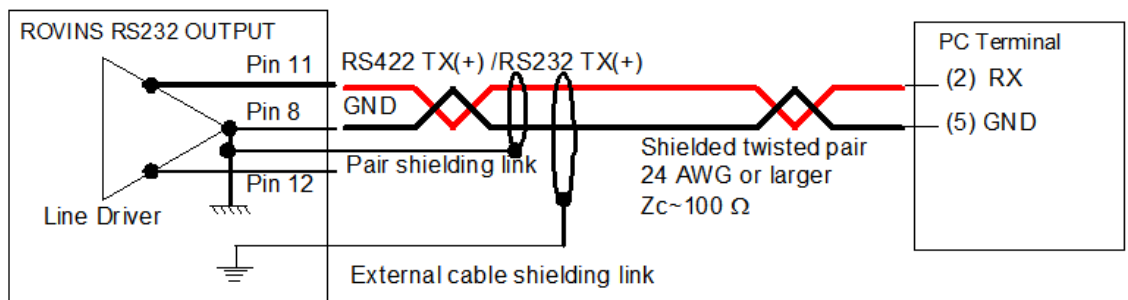 ROVINS RS232 OUTPUT
Pin 11
RS422 TX(+) /RS232 TX(+)
PC Terminal
(2) RX
Pin 8
GND
(5) GND
Pair shielding link
Shielded twisted pair
24 AWG or larger
Zc~100 Ω
Pin 12
Line Driver
External cable shielding link